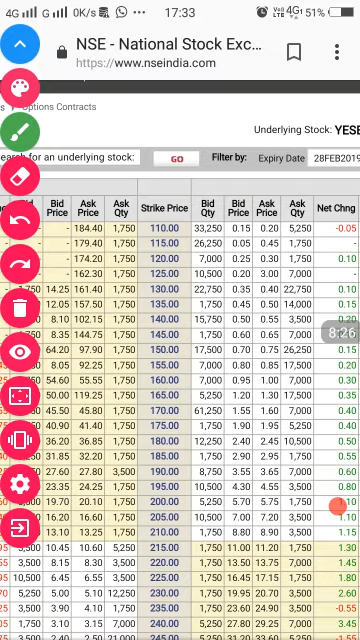 4G G 0K/s 17:33 VoLTE 4G 51%
NSE - National Stock Exc...
https://www.nseindia.com
s Options Contracts
Underlying Stock: YESB
earch for an underlying stock: GO Filter by: Expiry Date 28FEB2019
Bid Price Ask Price Ask Qty Strike Price Bid Qty Bid Price Ask Price Ask Qty Net Chng
- 184.40 1,750 110.00 33,250 0.15 0.20 5,250 -0.05
- - 179.40 1,750 115.00 26,250 0.05 0.45 1,750 -
- - 174.20 1,750 120.00 7,000 0.25 0.30 1,750 0.10
- 162.30 1,750 125.00 10,500 0.20 3.00 7,000 -
14.25 161.40 1,750 130.00 22,750 0.35 0.40 22,750 0.10
12.05 157.50 1,750 135.00 1,750 0.45 0.50 14,000 0.15
8.10 102.15 1,750 140.00 15,750 0.50 0.55 3,500 0.20
8.35 144.75 1,750 145.00 1,750 0.60 0.65 7,000
8:26
64.20 97.90 1,750 150.00 17,500 0.70 0.75 26,250 0.15
8.05 92.25 1,750 155.00 7,000 0.80 0.85 17,500 0.20
54.60 55.55 1,750 160.00 7,000 0.95 1.00 7,000 0.30
50.00 119.25 1,750 165.00 5,250 1.20 1.30 17,500 0.35
45.50 45.80 1,750 170.00 61,250 1.55 1.60 7,000 0.40
40.90 41.40 1,750 175.00 1,750 1.90 1.95 5,250 0.40
36.20 36.85 1,750 180.00 12,250 2.40 2.45 10,500 0.50
31.85 32.20 1,750 185.00 1,750 2.90 2.95 1,750 0.55
27.60 27.80 3,500 190.00 8,750 3.55 3.65 7,000 0.60
23.35 24.25 1,750 195.00 10,500 4.30 4.55 3,500 0.80
19.70 20.10 1,750 200.00 5,250 5.70 5.75 1,750 1.10
16.20 16.60 1,750 205.00 10,500 7.00 7.20 3,500 1.10
13.10 13.25 1,750 210.00 1,750 8.80 8.90 3,500 1.15
95 3,500 10.45 10.60 5,250 215.00 1,750 11.00 11.20 1,750 1.30
55 3,500 8.15 8.30 3,500 220.00 1,750 13.50 13.75 1,750 1.45
95 10,500 6.45 6.55 3,500 225.00 1,750 16.45 17.15 1,750 1.80
70 5,250 5.00 5.10 12,250 230.00 1,750 19.95 20.70 3,500 2.60
35 5,250 3.90 4.10 1,750 235.00 1,750 23.60 24.90 3,500 -0.55
05 1,750 3.10 3.15 7,000 240.00 5,250 27.80 29.25 3,500 3.45